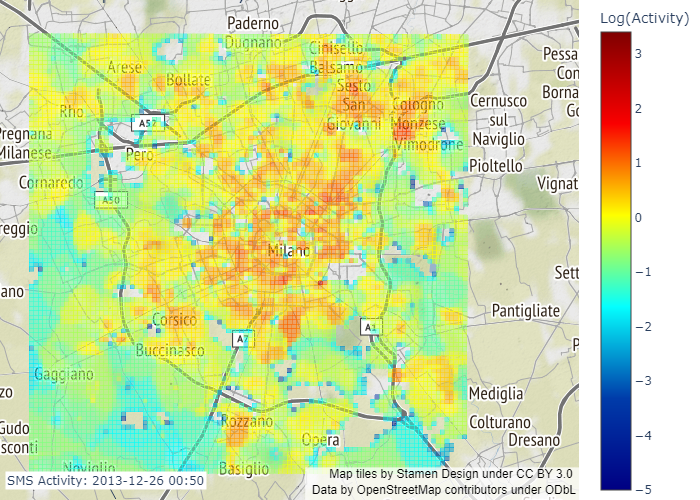 Log(Activity)
Paderno
Dugnano
Cinisello
Balsamo
Arese
Bollate
Sesto
San
Giovanni
Rho
Cologno
Monzese
Vimodrone
Cernusco
sul
Naviglio
Pessa
Con
Borna
Go
A52
Pregnana
Milanese
Pero
Pioltello
Cornaredo
A50
Vignat
reggio
Milano
Sett
ano
Corsico
A7
A1
Pantigliate
P
Buccinasco
Gaggiano
zo
Mediglia
Gudo
sconti
Rozzano
Opera
Colturano
Dresano
Noviglio
Basiglio
SMS Activity: 2013-12-26 00:50
Map tiles by Stamen Design under CC BY 3.0
Data by OpenStreetMap contributors under ODbL
3
2
1
0
−1
−2
−3
−4
−5